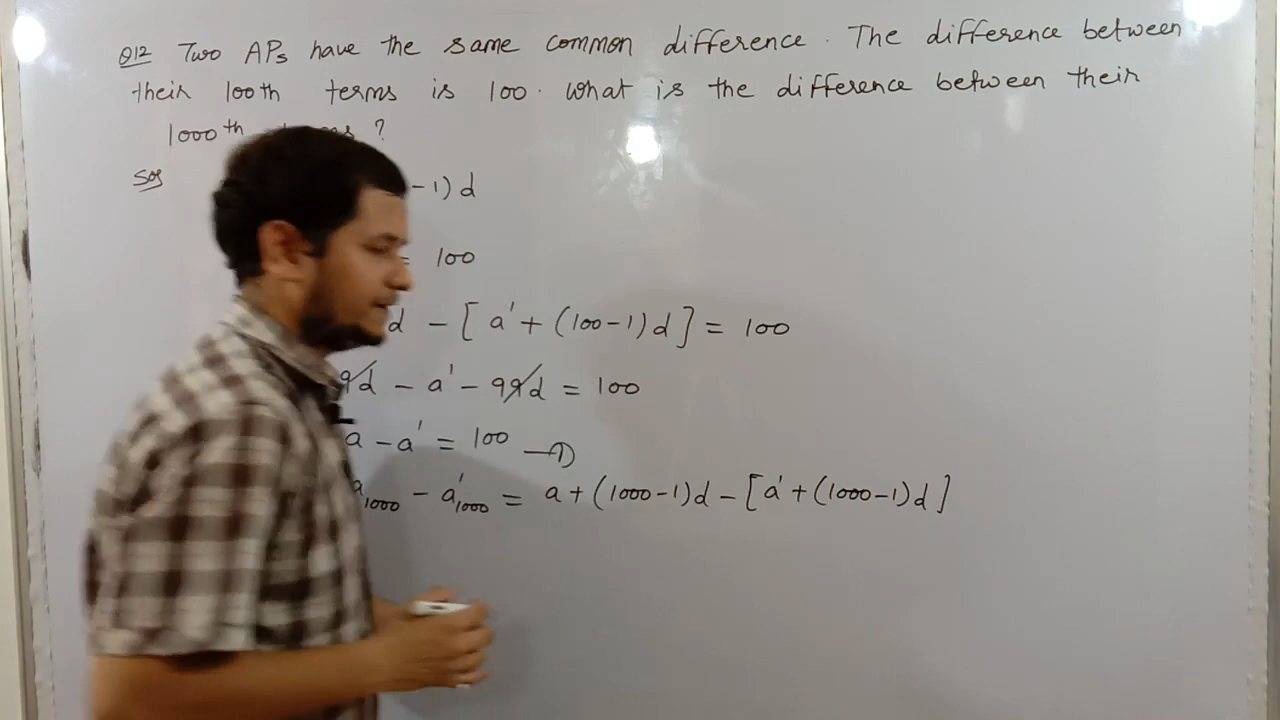 Q12 Two APs have the same common difference. The difference between
their 100th terms is 100. What is the difference between their
1000th ?
Sol -1) d
= 100
d - [a' + (100-1)d] = 100
9d - a' - 99d = 100
a - a' = 100 —①
a1000 - a'1000 = a + (1000-1)d - [a' + (1000-1)d]